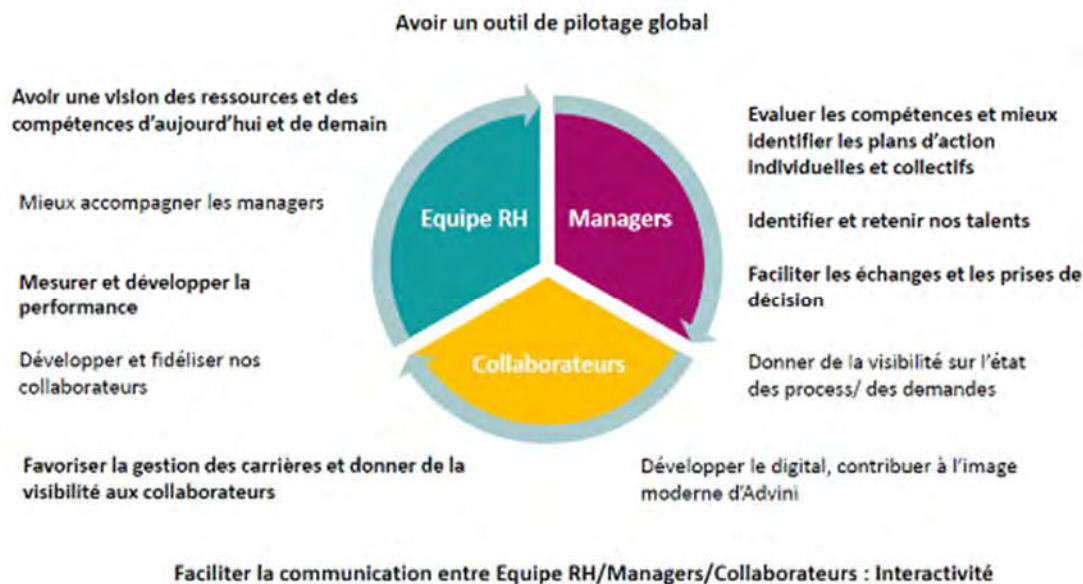 Avoir un outil de pilotage global
Avoir une vision des ressources et des
compétences d'aujourd'hui et de demain
Mieux accompagner les managers
Mesurer et développer la
performance
Développer et fidéliser nos
collaborateurs
Favoriser la gestion des carrières et donner de la
visibilité aux collaborateurs
Equipe RH
Managers
Collaborateurs
Evaluer les compétences et mieux
identifier les plans d'action
individuelles et collectifs
Identifier et retenir nos talents
Faciliter les échanges et les prises de
décision
Donner de la visibilité sur l'état
des process/ des demandes
Développer le digital, contribuer à l'image
moderne d'Advini
Faciliter la communication entre Equipe RH/Managers/Collaborateurs : Interactivité